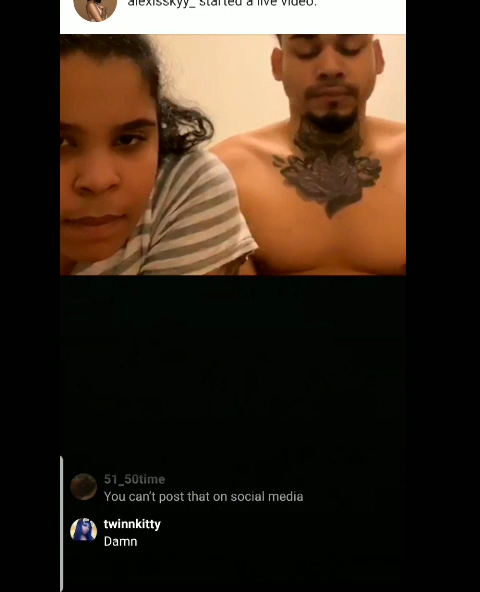 alexisskyy_ started a live video.
51_50time
You can't post that on social media
twinnkitty
Damn